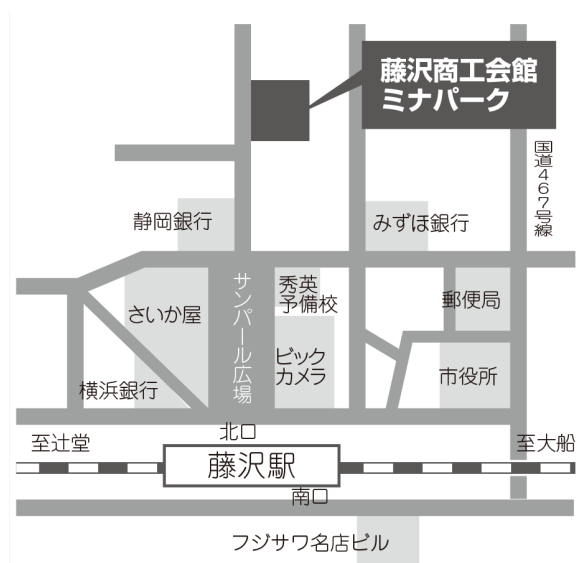 藤沢商工会館
ミナパーク
国道467号線
静岡銀行
みずほ銀行
サンパール広場
秀英
予備校
さいか屋
郵便局
ビック
カメラ
市役所
横浜銀行
北口
至辻堂
藤沢駅
至大船
南口
フジサワ名店ビル